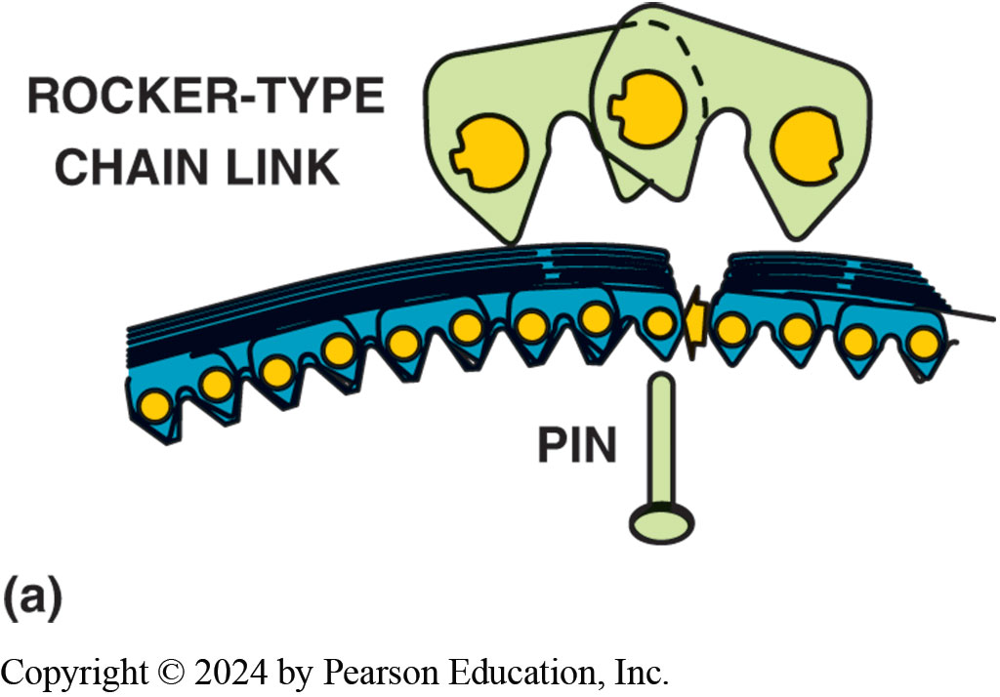 ROCKER-TYPE
CHAIN LINK
PIN
(a)
Copyright © 2024 by Pearson Education, Inc.